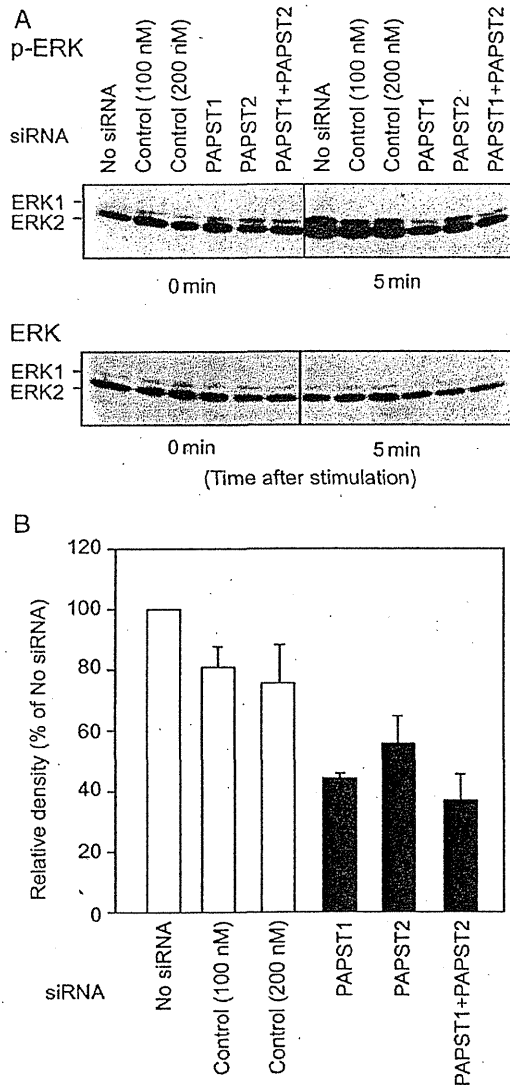 A
p-ERK
siRNA
No siRNA
Control (100 nM)
Control (200 nM)
PAPST1
PAPST2
PAPST1+PAPST2
No siRNA
Control (100 nM)
Control (200 nM)
PAPST1
PAPST2
PAPST1+PAPST2
ERK1
ERK2
0 min
5 min
ERK
ERK1
ERK2
0 min
5 min
(Time after stimulation)
B
Relative density (% of No siRNA)
120
100
80
60
40
20
0
siRNA
No siRNA
Control (100 nM)
Control (200 nM)
PAPST1
PAPST2
PAPST1+PAPST2